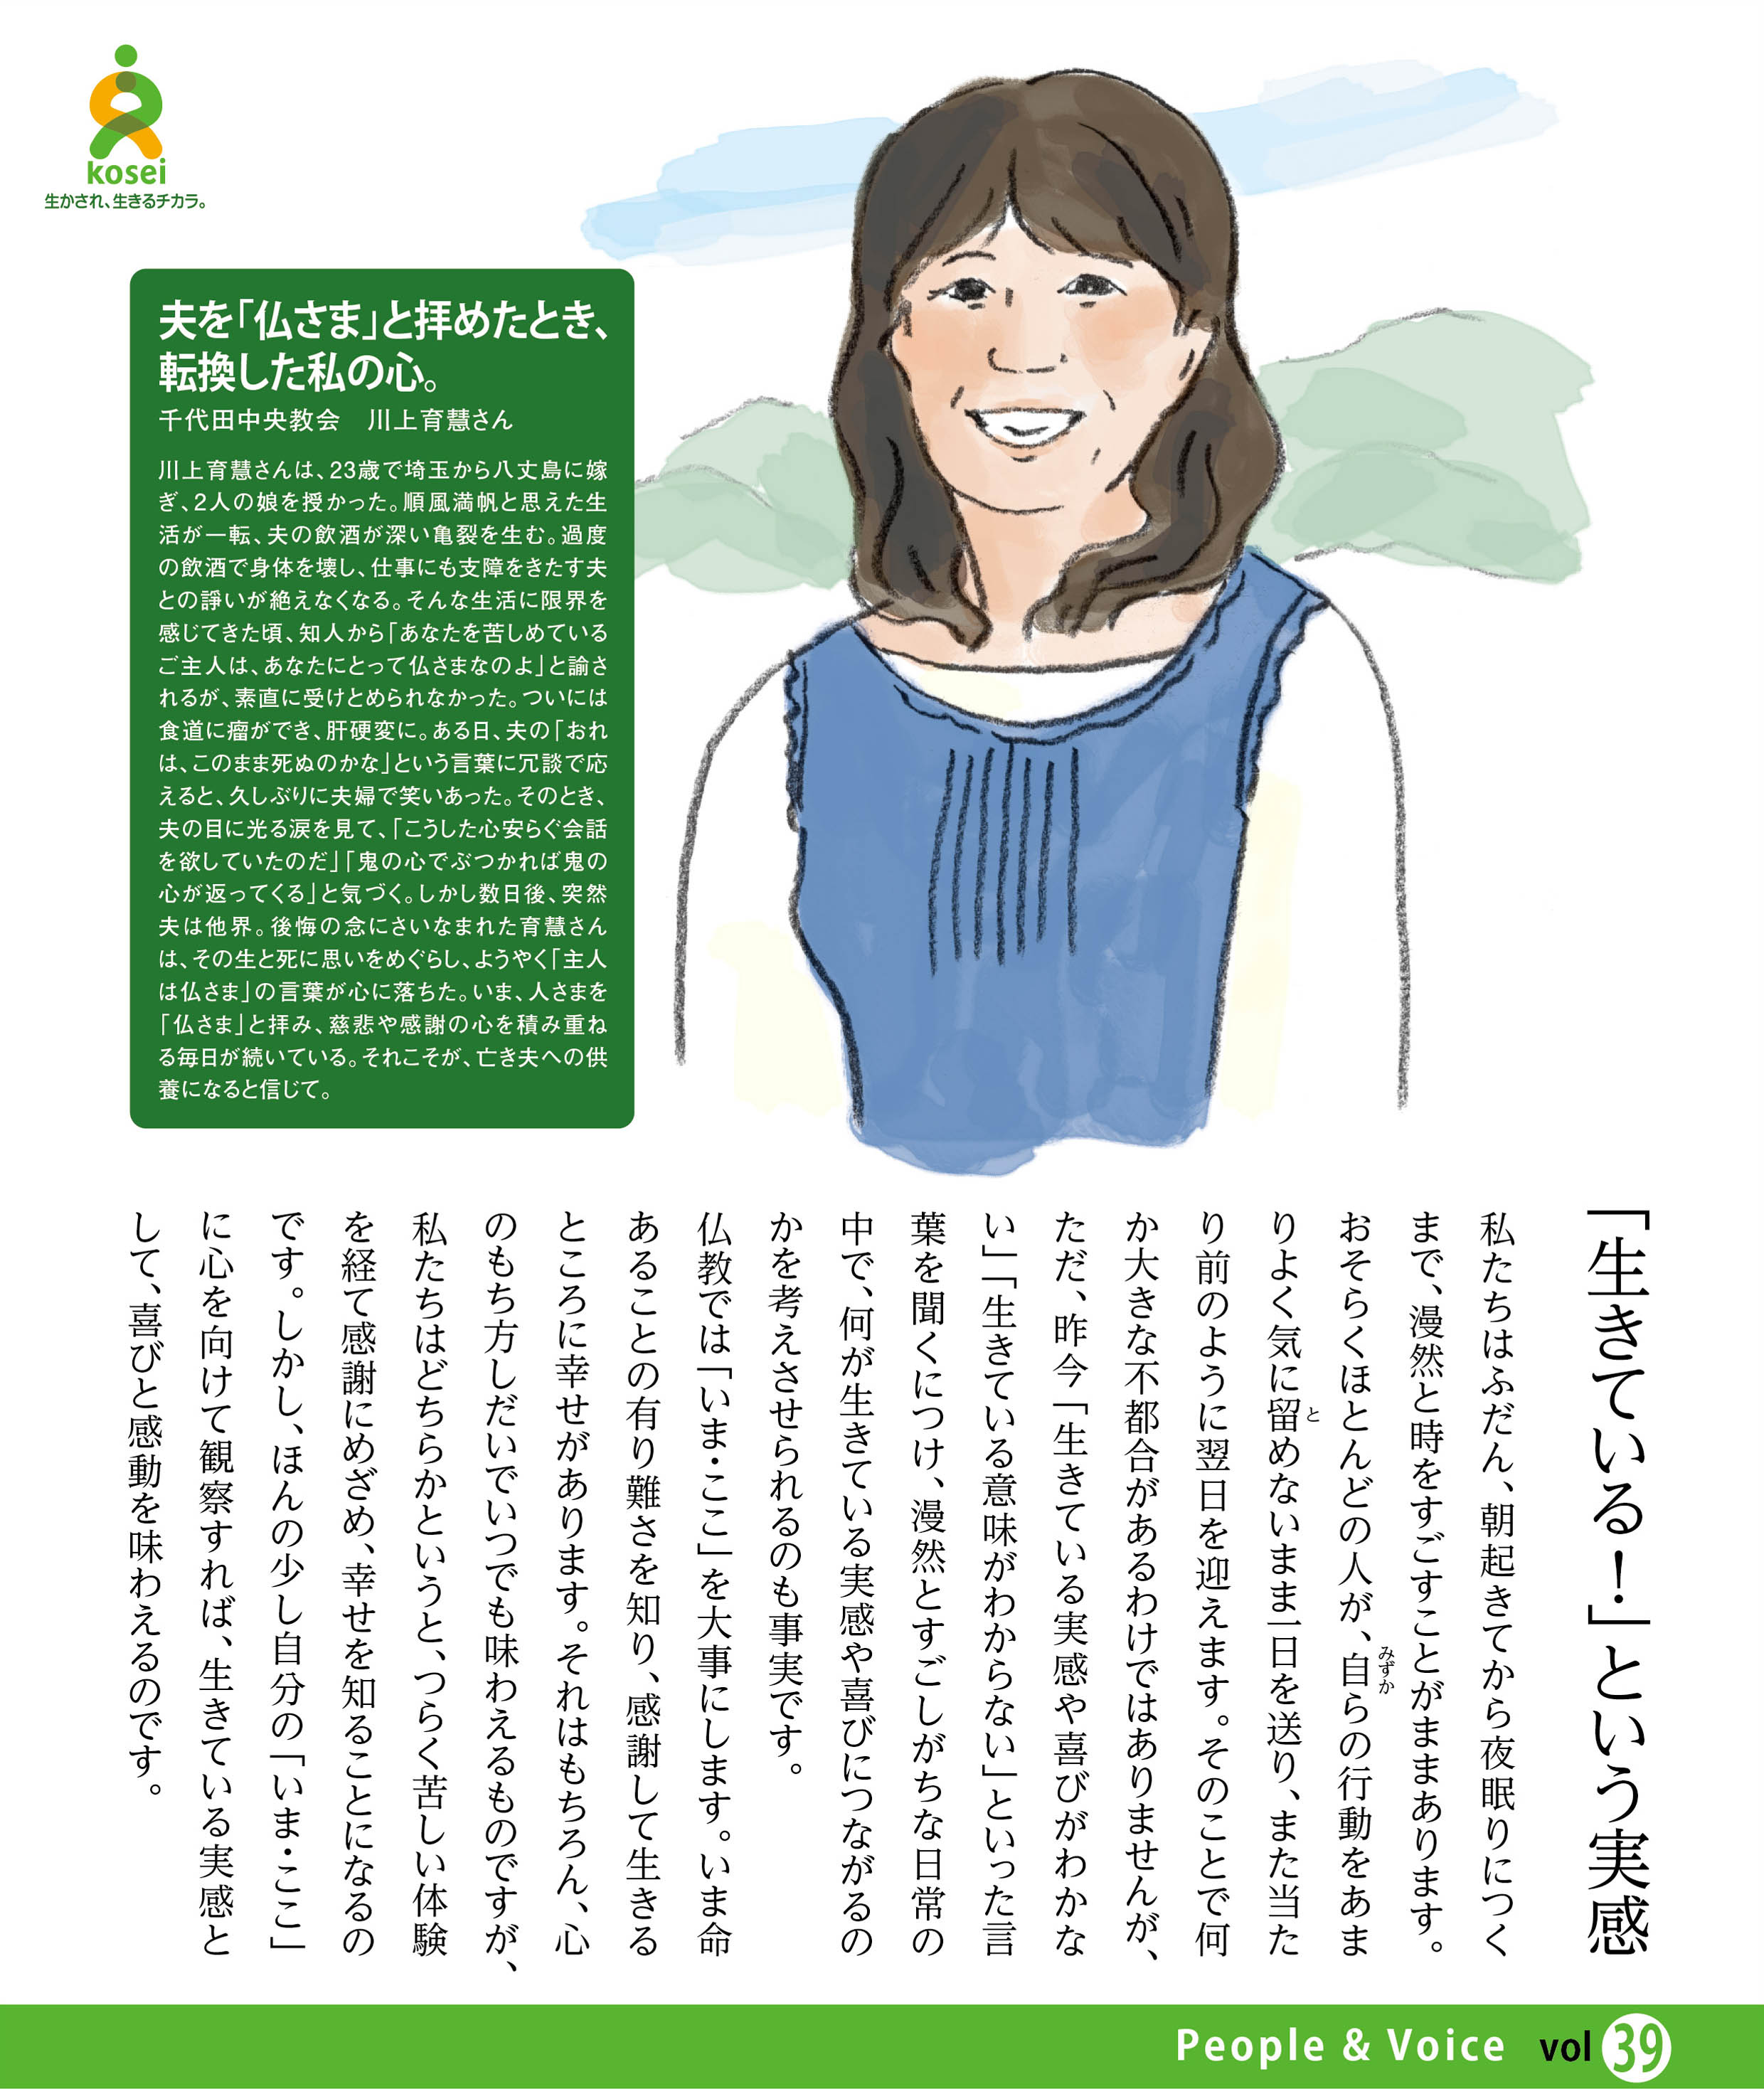 kosei
生かされ、生きるチカラ。
夫を「仏さま」と拝めたとき、
転換した私の心。
千代田中央教会　川上育慧さん
川上育慧さんは、23歳で埼玉から八丈島に嫁
ぎ、2人の娘を授かった。順風満帆と思えた生
活が一転、夫の飲酒が深い亀裂を生む。過度
の飲酒で身体を壊し、仕事にも支障をきたす夫
との諍いが絶えなくなる。そんな生活に限界を
感じてきた頃、知人から「あなたを苦しめている
ご主人は、あなたにとって仏さまなのよ」と諭さ
れるが、素直に受けとめられなかった。ついには
食道に瘤ができ、肝硬変に。ある日、夫の「おれ
は、このまま死ぬのかな」という言葉に冗談で応
えると、久しぶりに夫婦で笑いあった。そのとき、
夫の目に光る涙を見て、「こうした心安らぐ会話
を欲していたのだ」「鬼の心でぶつかれば鬼の
心が返ってくる」と気づく。しかし数日後、突然
夫は他界。後悔の念にさいなまれた育慧さん
は、その生と死に思いをめぐらし、ようやく「主人
は仏さま」の言葉が心に落ちた。いま、人さまを
「仏さま」と拝み、慈悲や感謝の心を積み重ね
る毎日が続いている。それこそが、亡き夫への供
養になると信じて。
「生きている！」という実感
私たちはふだん、朝起きてから夜眠りにつく
まで、漫然と時をすごすことがままあります。
おそらくほとんどの人が、自らの行動をあま
みずか
りよく気に留めないまま一日を送り、また当た
と
り前のように翌日を迎えます。そのことで何
か大きな不都合があるわけではありませんが、
ただ、昨今「生きている実感や喜びがわかな
い」「生きている意味がわからない」といった言
葉を聞くにつけ、漫然とすごしがちな日常の
中で、何が生きている実感や喜びにつながるの
かを考えさせられるのも事実です。
仏教では「いま・ここ」を大事にします。いま命
あることの有り難さを知り、感謝して生きる
ところに幸せがあります。それはもちろん、心
のもち方しだいでいつでも味わえるものですが、
私たちはどちらかというと、つらく苦しい体験
を経て感謝にめざめ、幸せを知ることになるの
です。しかし、ほんの少し自分の「いま・ここ」
に心を向けて観察すれば、生きている実感と
して、喜びと感動を味わえるのです。
People & Voice vol 39